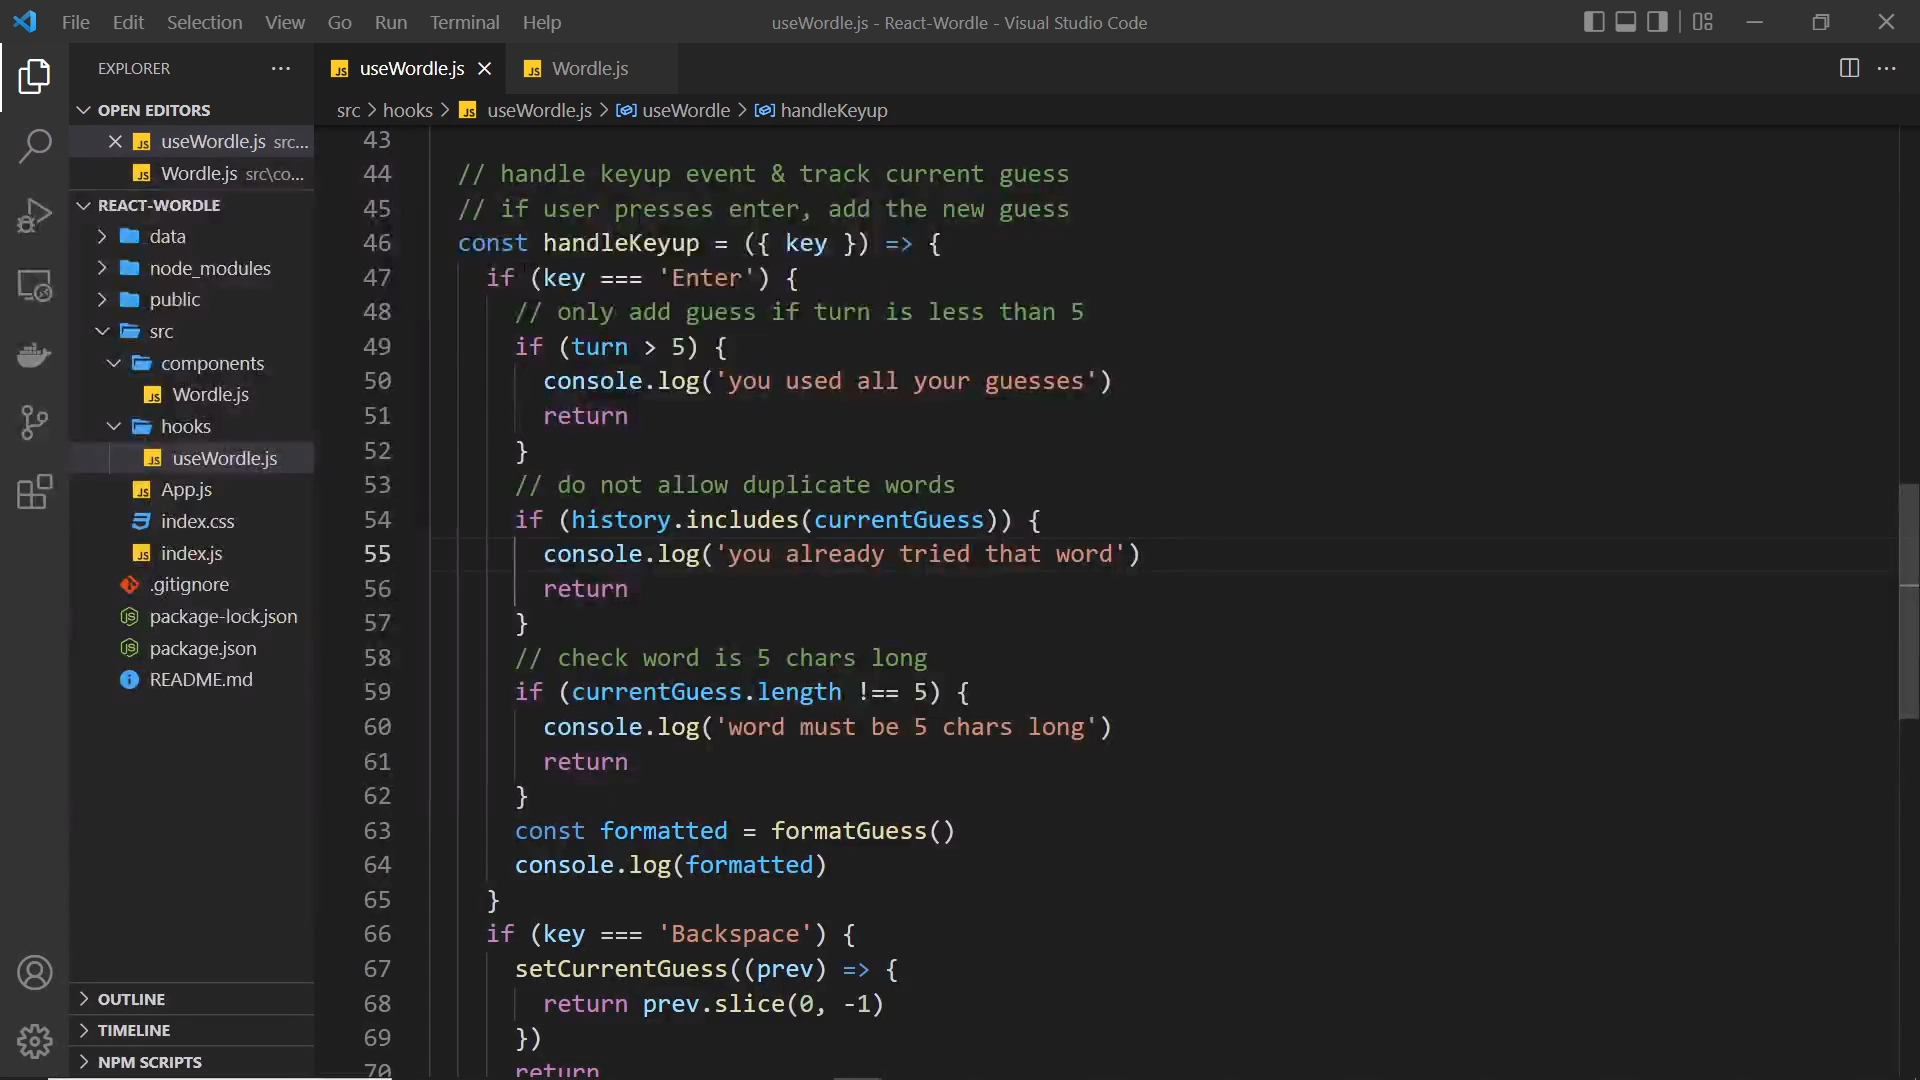 File Edit Selection View Go Run Terminal Help
useWordle.js - React-Wordle - Visual Studio Code
EXPLORER
OPEN EDITORS
useWordle.js src...
Wordle.js src\co...
REACT-WORDLE
data
node_modules
public
src
components
Wordle.js
hooks
useWordle.js
App.js
index.css
index.js
.gitignore
package-lock.json
package.json
README.md
OUTLINE
TIMELINE
NPM SCRIPTS
useWordle.js
Wordle.js
src > hooks > useWordle.js > useWordle > handleKeyup
43
44 // handle keyup event & track current guess
45 // if user presses enter, add the new guess
46 const handleKeyup = ({ key }) => {
47 if (key === 'Enter') {
48 // only add guess if turn is less than 5
49 if (turn > 5) {
50 console.log('you used all your guesses')
51 return
52 }
53 // do not allow duplicate words
54 if (history.includes(currentGuess)) {
55 console.log('you already tried that word')
56 return
57 }
58 // check word is 5 chars long
59 if (currentGuess.length !== 5) {
60 console.log('word must be 5 chars long')
61 return
62 }
63 const formatted = formatGuess()
64 console.log(formatted)
65 }
66 if (key === 'Backspace') {
67 setCurrentGuess((prev) => {
68 return prev.slice(0, -1)
69 })
70 return